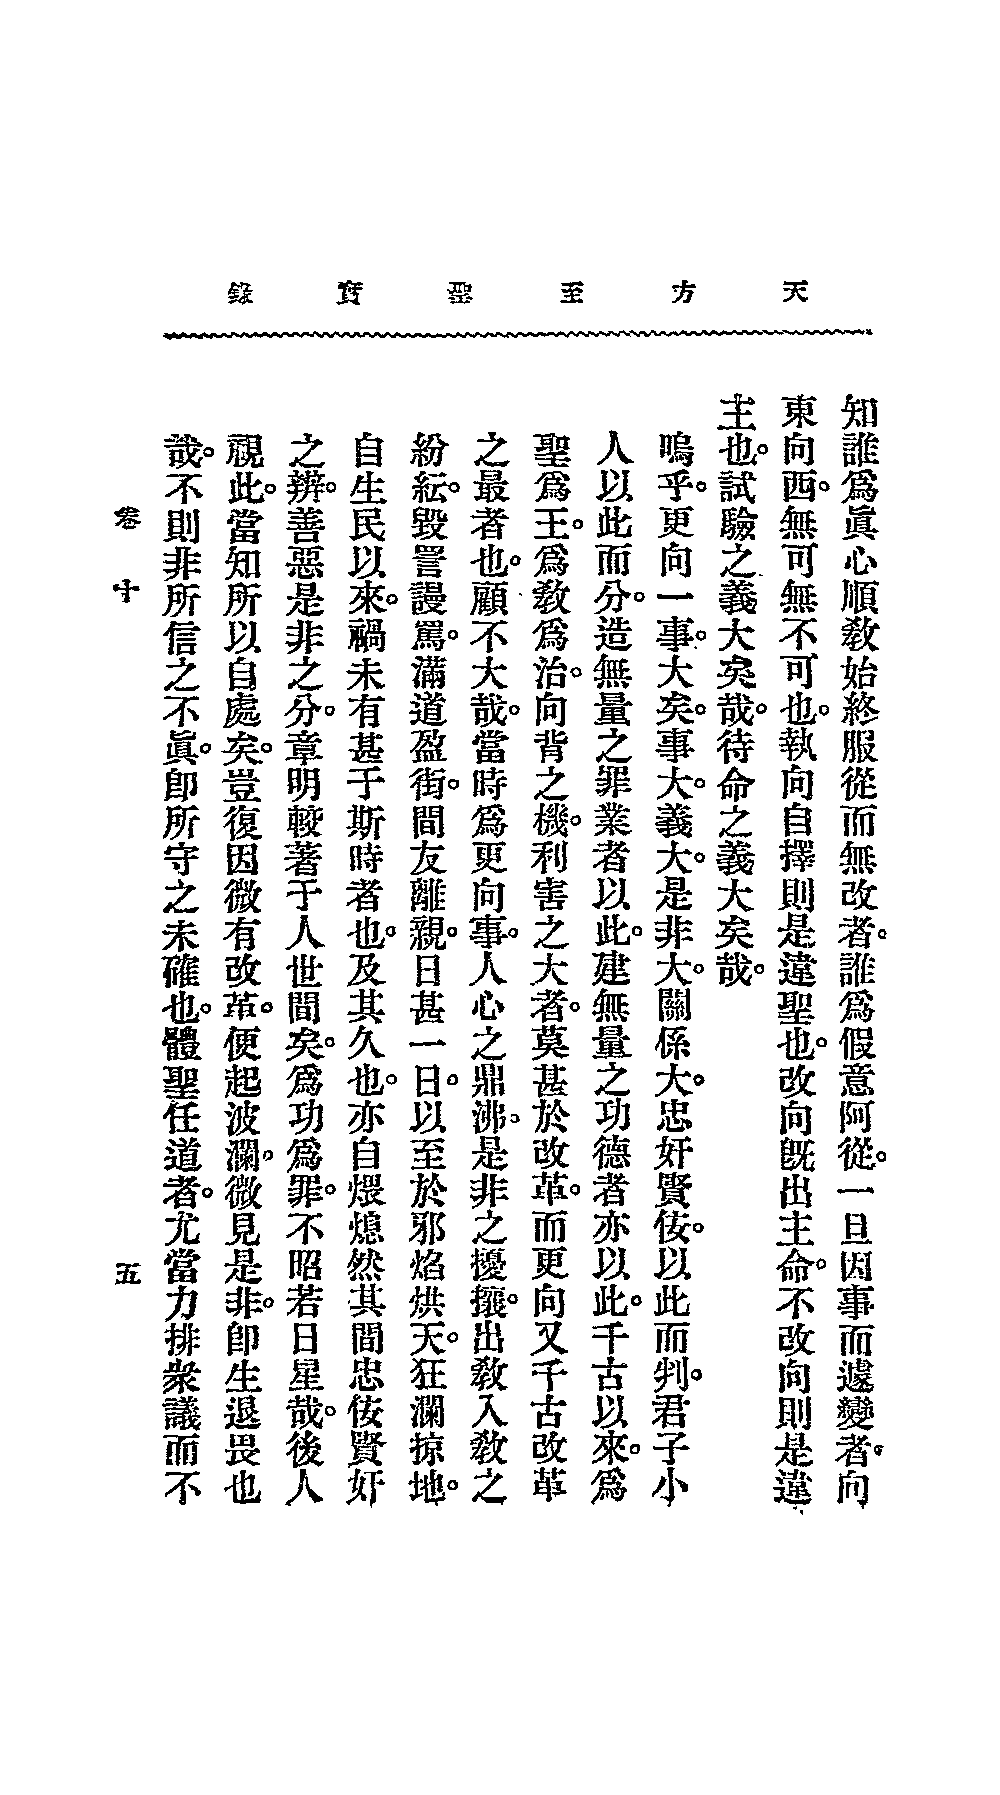 天方至聖實錄
知誰爲眞心順敎始終服從而無改者。誰爲假意阿從。一旦因事而遽變者。向
東向西。無可無不可也。執向自擇則是違聖也。改向旣出主命。不改向則是違
主也。試驗之義大矣哉。待命之義大矣哉。
嗚乎。更向一事。大矣。事大。義大。是非大。關係大。忠奸賢佞。以此而判。君子小
人以此而分。造無量之罪業者以此。建無量之功德者亦以此。千古以來。爲
聖爲王。爲敎爲治。向背之機。利害之大者。莫甚於改革。而更向又千古改革
之最者也。顧不大哉。當時爲更向事。人心之鼎沸。是非之擾攘。出敎入敎之
紛紜。毀詈謾罵。滿道盈街。間友離親。日甚一日。以至於邪焰烘天。狂瀾掠地。
自生民以來。禍未有甚于斯時者也。及其久也。亦自煨熄然其間忠佞賢奸
之辨。善惡是非之分。章明較著于人世間矣。爲功爲罪。不昭若日星哉。後人
視此。當知所以自處矣。豈復因微有改革。便起波瀾。微見是非。卽生退畏也
哉。不則非所信之不眞。卽所守之未確也。體聖任道者。尤當力排衆議而不
卷十
五